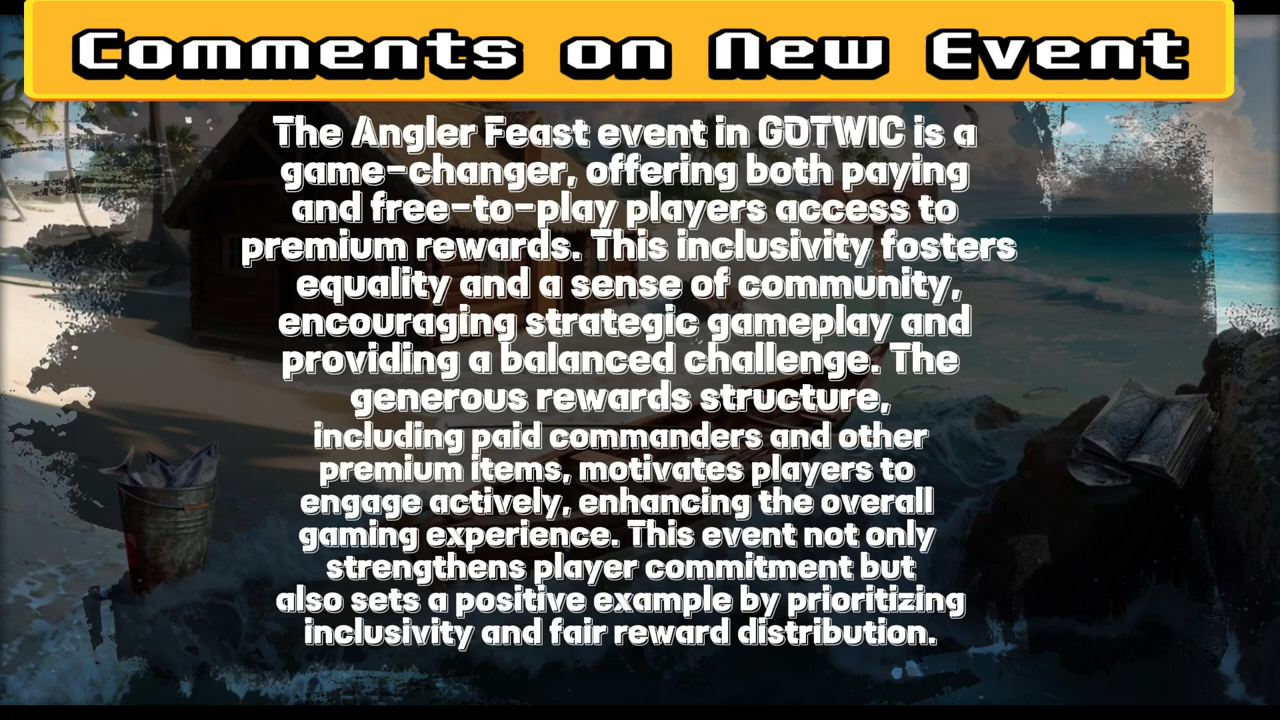 Comments on New Event
The Angler Feast event in GOTWIC is a
game-changer, offering both paying
and free-to-play players access to
premium rewards. This inclusivity fosters
equality and a sense of community,
encouraging strategic gameplay and
providing a balanced challenge. The
generous rewards structure,
including paid commanders and other
premium items, motivates players to
engage actively, enhancing the overall
gaming experience. This event not only
strengthens player commitment but
also sets a positive example by prioritizing
inclusivity and fair reward distribution.